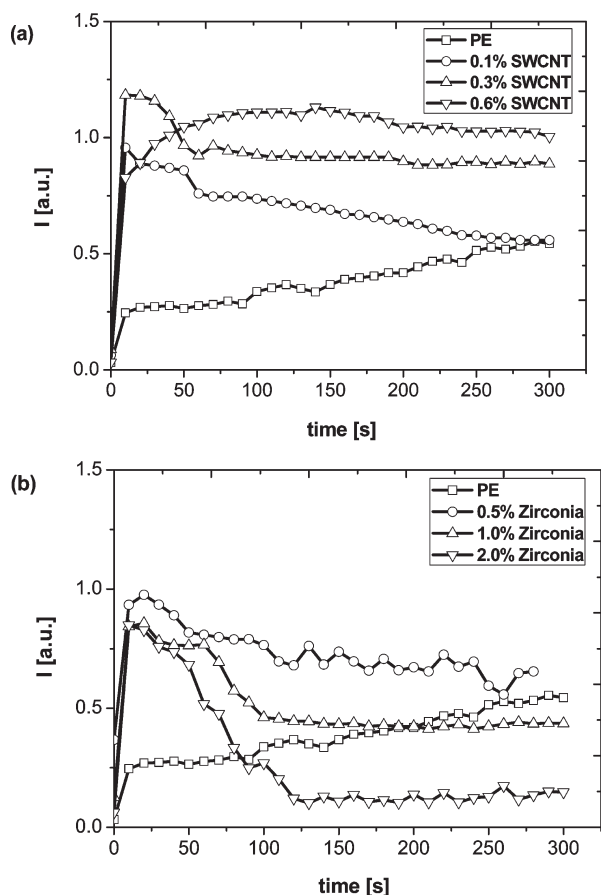 (a)
1.5
1.0
0.5
0.0
I [a.u.]
PE
0.1% SWCNT
0.3% SWCNT
0.6% SWCNT
0 50 100 150 200 250 300
time [s]
(b)
1.5
1.0
0.5
0.0
I [a.u.]
PE
0.5% Zirconia
1.0% Zirconia
2.0% Zirconia
0 50 100 150 200 250 300
time [s]